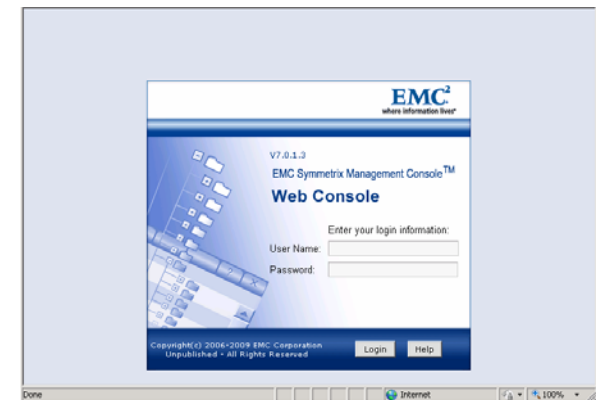 EMC²
where information lives®
V7.0.1.3
EMC Symmetrix Management Console™
Web Console
Enter your login information:
User Name:
Password:
Copyright(c) 2006-2009 EMC Corporation
Unpublished - All Rights Reserved
Login Help
Done Internet 100%